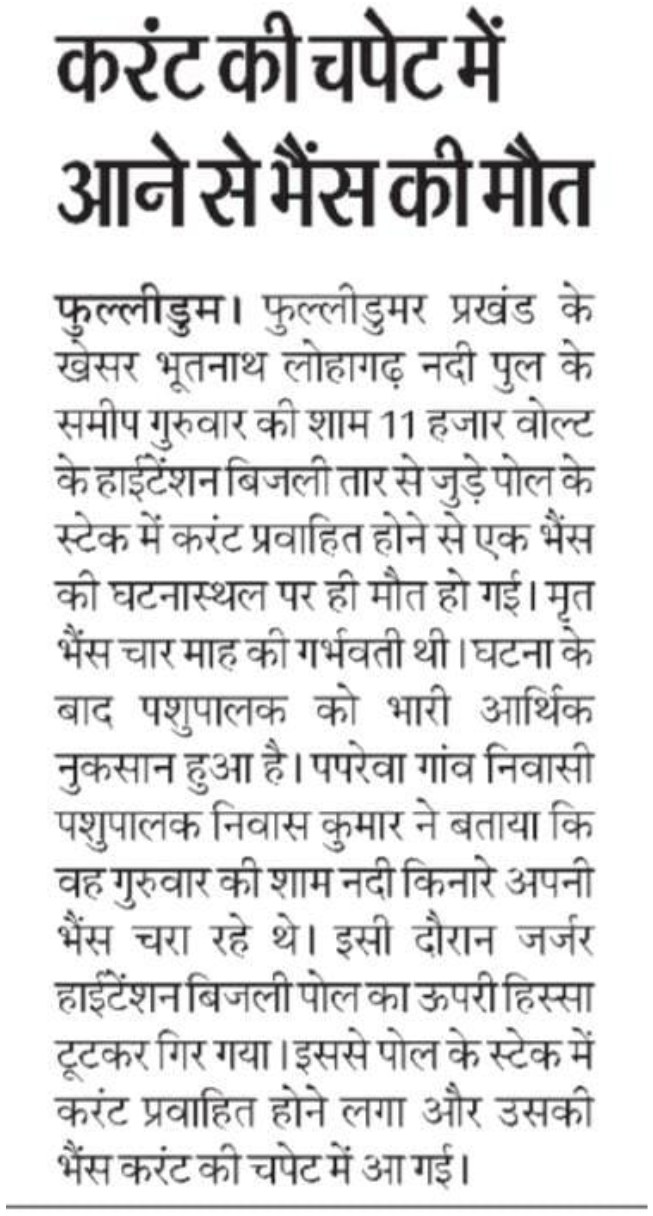 करंट की चपेट में
आने से भैंस की मौत
फुल्लीडुम। फुल्लीडुमर प्रखंड के
खेसर भूतनाथ लोहागढ़ नदी पुल के
समीप गुरुवार की शाम 11 हजार वोल्ट
के हाईटेंशन बिजली तार से जुड़े पोल के
स्टेक में करंट प्रवाहित होने से एक भैंस
की घटनास्थल पर ही मौत हो गई। मृत
भैंस चार माह की गर्भवती थी। घटना के
बाद पशुपालक को भारी आर्थिक
नुकसान हुआ है। पपरेवा गांव निवासी
पशुपालक निवास कुमार ने बताया कि
वह गुरुवार की शाम नदी किनारे अपनी
भैंस चरा रहे थे। इसी दौरान जर्जर
हाईटेंशन बिजली पोल का ऊपरी हिस्सा
टूटकर गिर गया। इससे पोल के स्टेक में
करंट प्रवाहित होने लगा और उसकी
भैंस करंट की चपेट में आ गई।